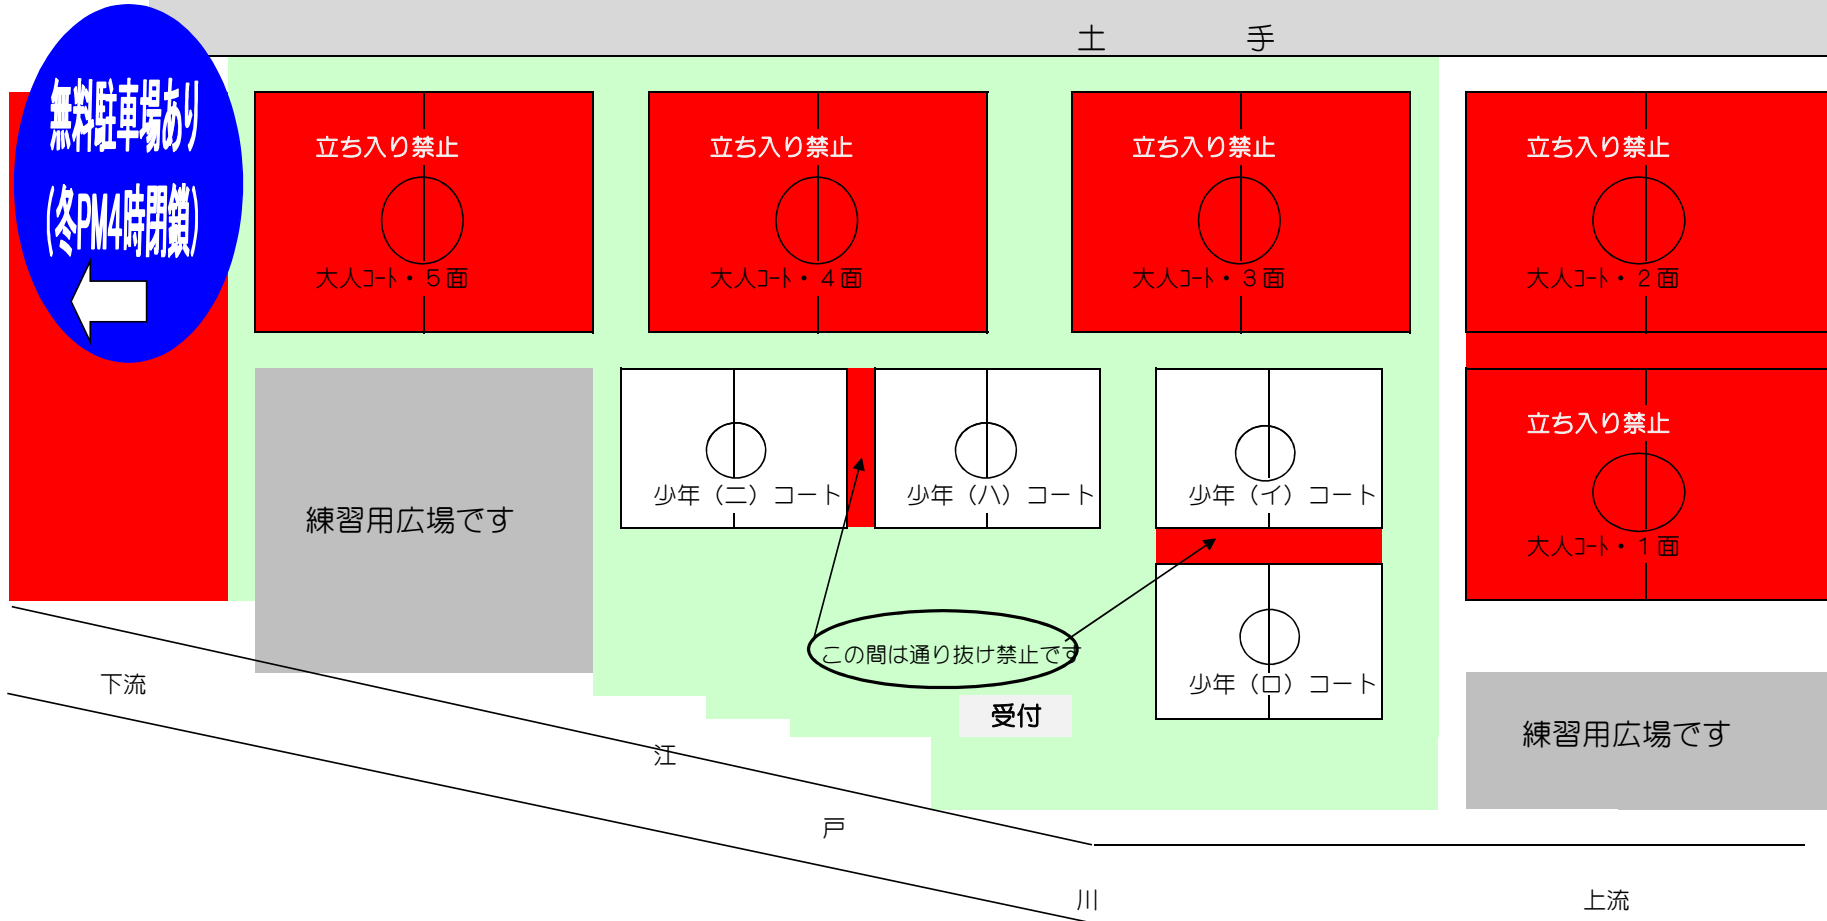 土 手
無料駐車場あり
(冬PM4時閉鎖)
立ち入り禁止
大人ｺｰﾄ・５面
立ち入り禁止
大人ｺｰﾄ・４面
立ち入り禁止
大人ｺｰﾄ・３面
立ち入り禁止
大人ｺｰﾄ・２面
練習用広場です
少年（ニ）コート
少年（ハ）コート
少年（イ）コート
立ち入り禁止
大人ｺｰﾄ・１面
この間は通り抜け禁止です
少年（ロ）コート
受付
練習用広場です
下流
江
戸
川
上流